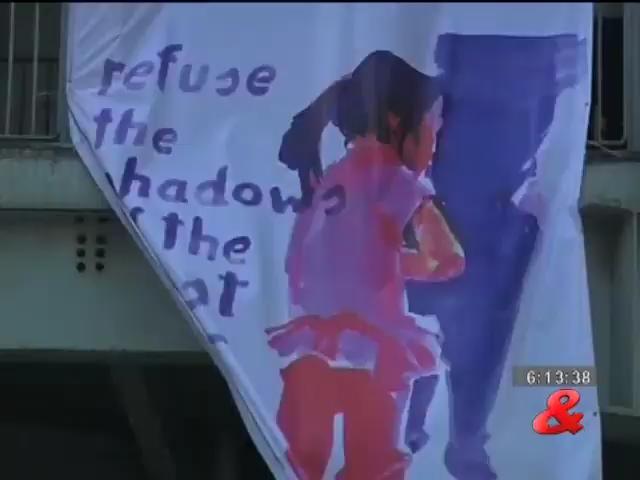 refuse
the
hadows
the
at
6:13:38
&